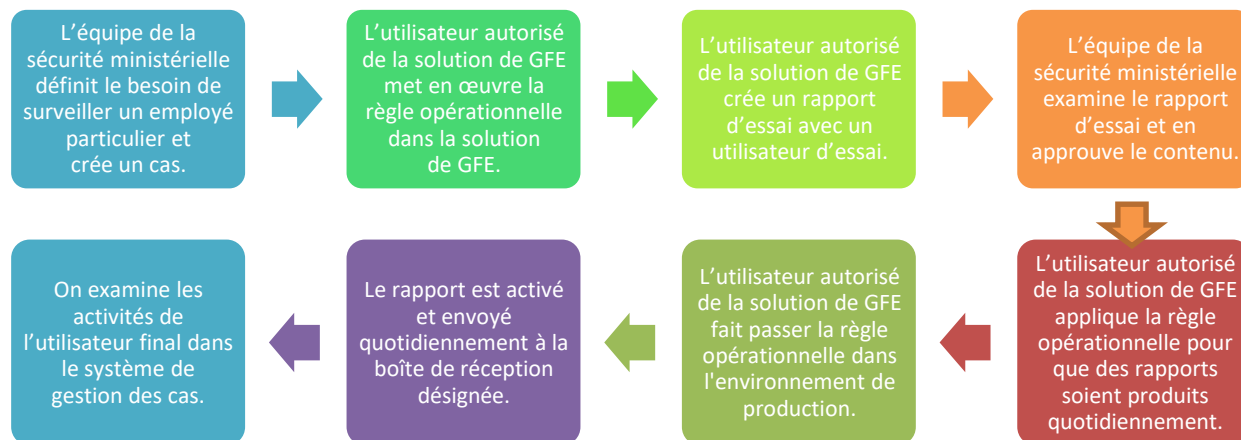 L’équipe de la
sécurité ministérielle
définit le besoin de
surveiller un employé
particulier et
crée un cas.
L’utilisateur autorisé
de la solution de GFE
met en œuvre la
règle opérationnelle
dans la solution
de GFE.
L’utilisateur autorisé
de la solution de GFE
crée un rapport
d’essai avec un
utilisateur d’essai.
L’équipe de la
sécurité ministérielle
examine le rapport
d’essai et en
approuve le contenu.
L’utilisateur autorisé
de la solution de GFE
applique la règle
opérationnelle pour
que des rapports
soient produits
quotidiennement.
L’utilisateur autorisé
de la solution de GFE
fait passer la règle
opérationnelle dans
l'environnement de
production.
Le rapport est activé
et envoyé
quotidiennement à la
boîte de réception
désignée.
On examine les
activités de
l’utilisateur final dans
le système de
gestion des cas.